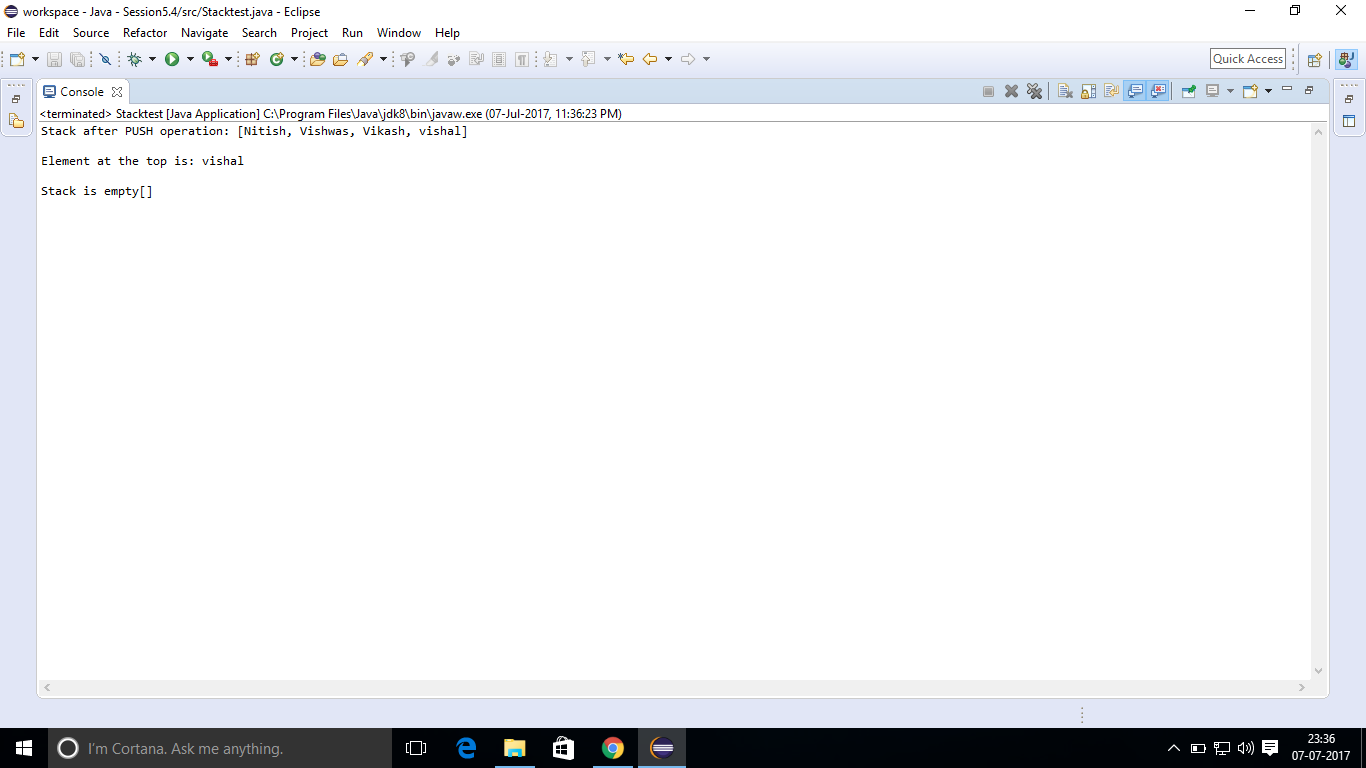 workspace - Java - Session5.4/src/Stacktest.java - Eclipse
File Edit Source Refactor Navigate Search Project Run Window Help
Quick Access
Console
<terminated> Stacktest [Java Application] C:\Program Files\Java\jdk8\bin\javaw.exe (07-Jul-2017, 11:36:23 PM)
Stack after PUSH operation: [Nitish, Vishwas, Vikash, vishal]
Element at the top is: vishal
Stack is empty[]
I'm Cortana. Ask me anything.
23:36
07-07-2017